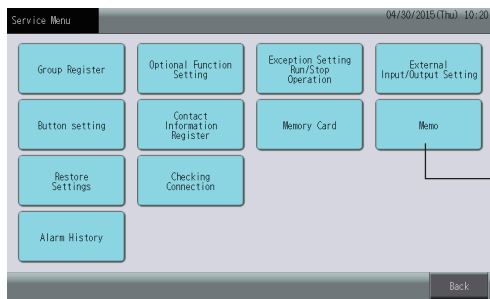 Service Menu
04/30/2015(Thu) 10:20
Group Register
Optional Function
Setting
Exception Setting
Run/Stop
Operation
External
Input/Output Setting
Button setting
Contact
Information
Register
Memory Card
Memo
Restore
Settings
Checking
Connection
Alarm History
Back